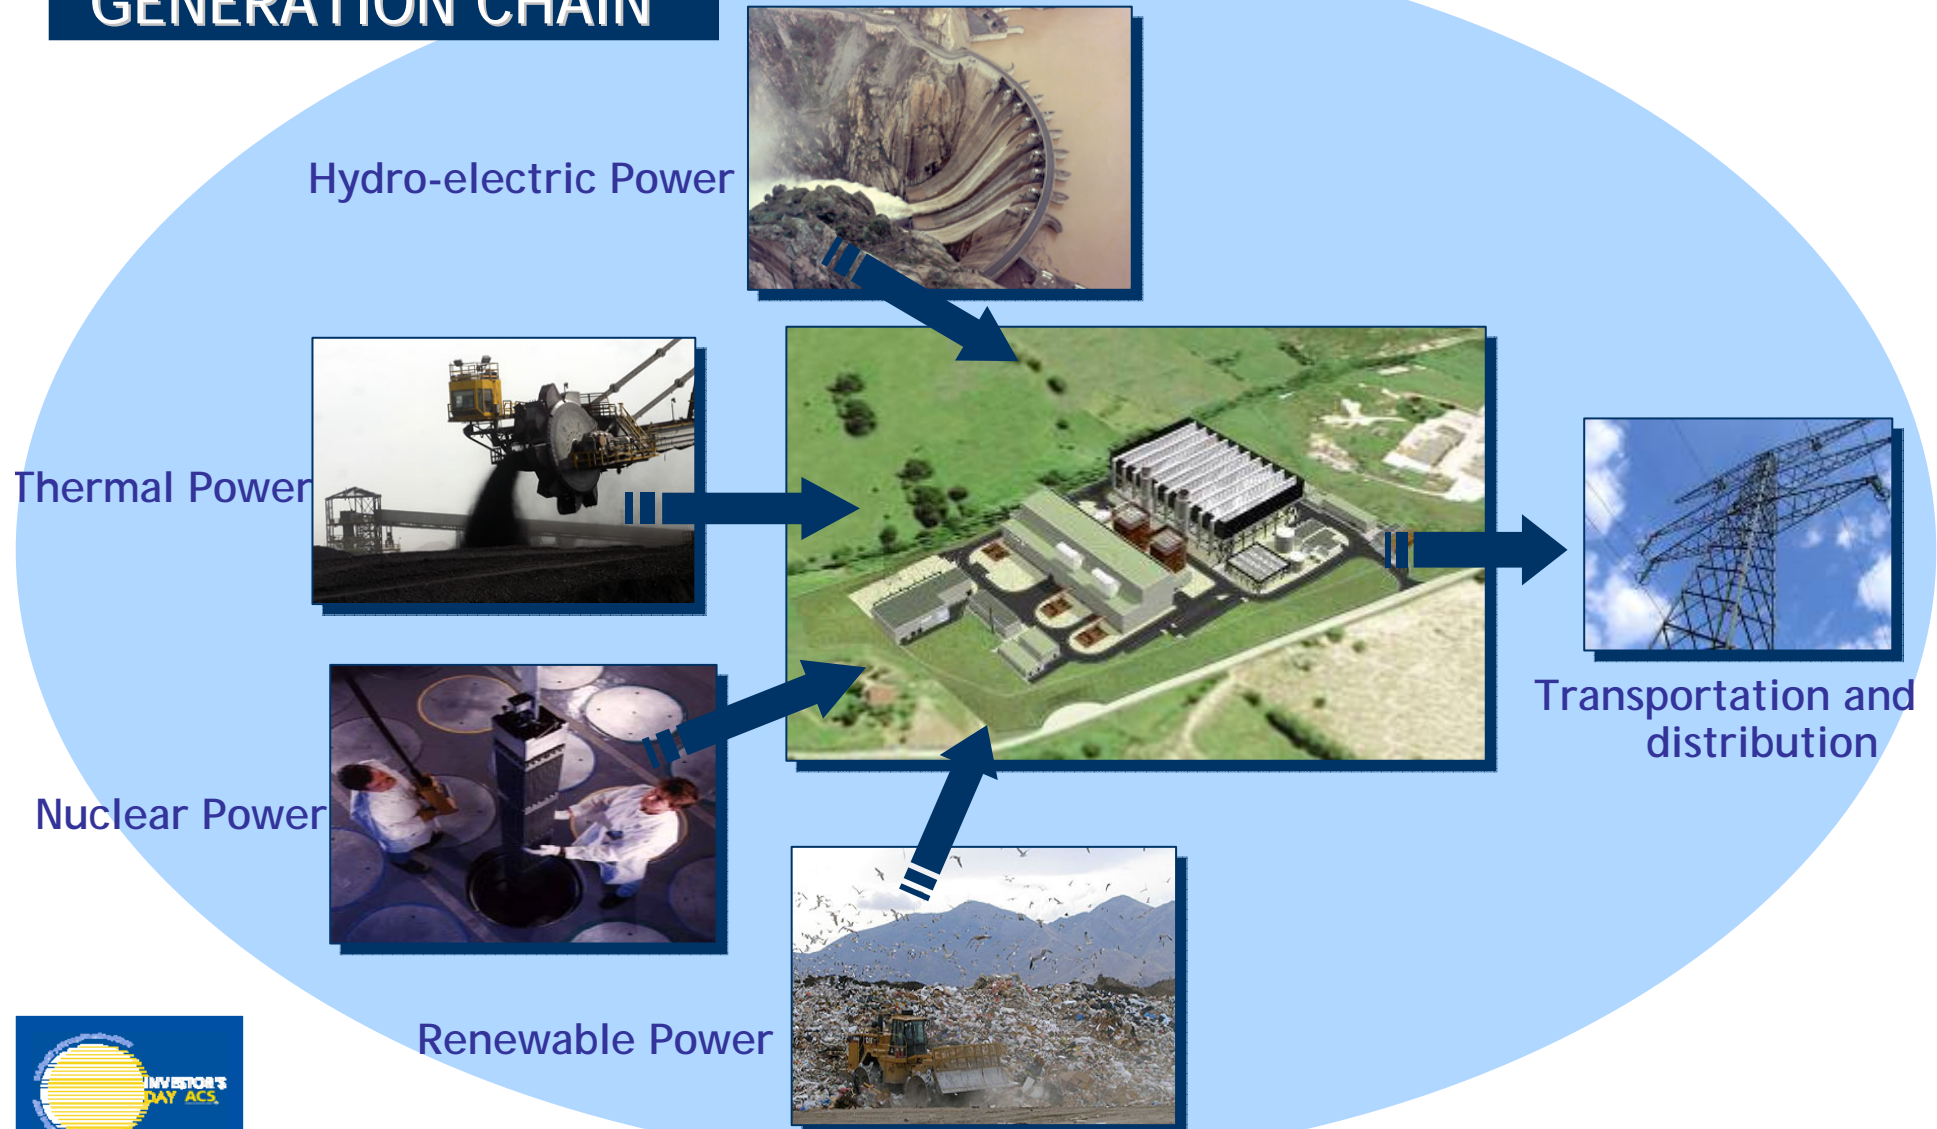 GENERATION CHAIN
Hydro-electric Power
Thermal Power
Transportation and
distribution
Nuclear Power
Renewable Power
INVESTOR'S
DAY ACS